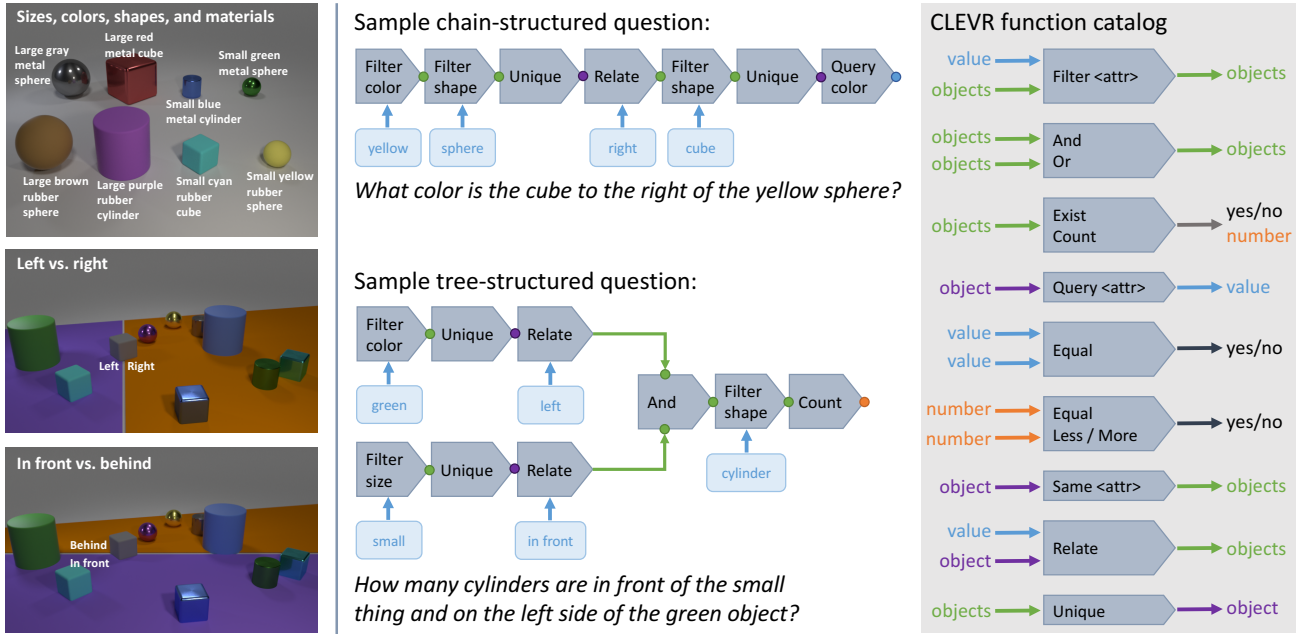 Sizes, colors, shapes, and materials
Large gray
metal
sphere
Large red
metal cube
Small green
metal sphere
Small blue
metal cylinder
Large brown
rubber
sphere
Large purple
rubber
cylinder
Small cyan
rubber
cube
Small yellow
rubber
sphere
Left vs. right
Left
Right
In front vs. behind
Behind
In front
Sample chain-structured question:
Filter
color
Filter
shape
Unique
Relate
Filter
shape
Unique
Query
color
yellow
sphere
right
cube
What color is the cube to the right of the yellow sphere?
Sample tree-structured question:
Filter
color
Unique
Relate
green
left
And
Filter
shape
Count
Filter
size
Unique
Relate
cylinder
small
in front
How many cylinders are in front of the small
thing and on the left side of the green object?
CLEVR function catalog
value
objects
Filter <attr>
objects
objects
objects
And
Or
objects
objects
Exist
Count
yes/no
number
object
Query <attr>
value
value
value
Equal
yes/no
number
number
Equal
Less / More
yes/no
object
Same <attr>
objects
value
object
Relate
objects
objects
Unique
object